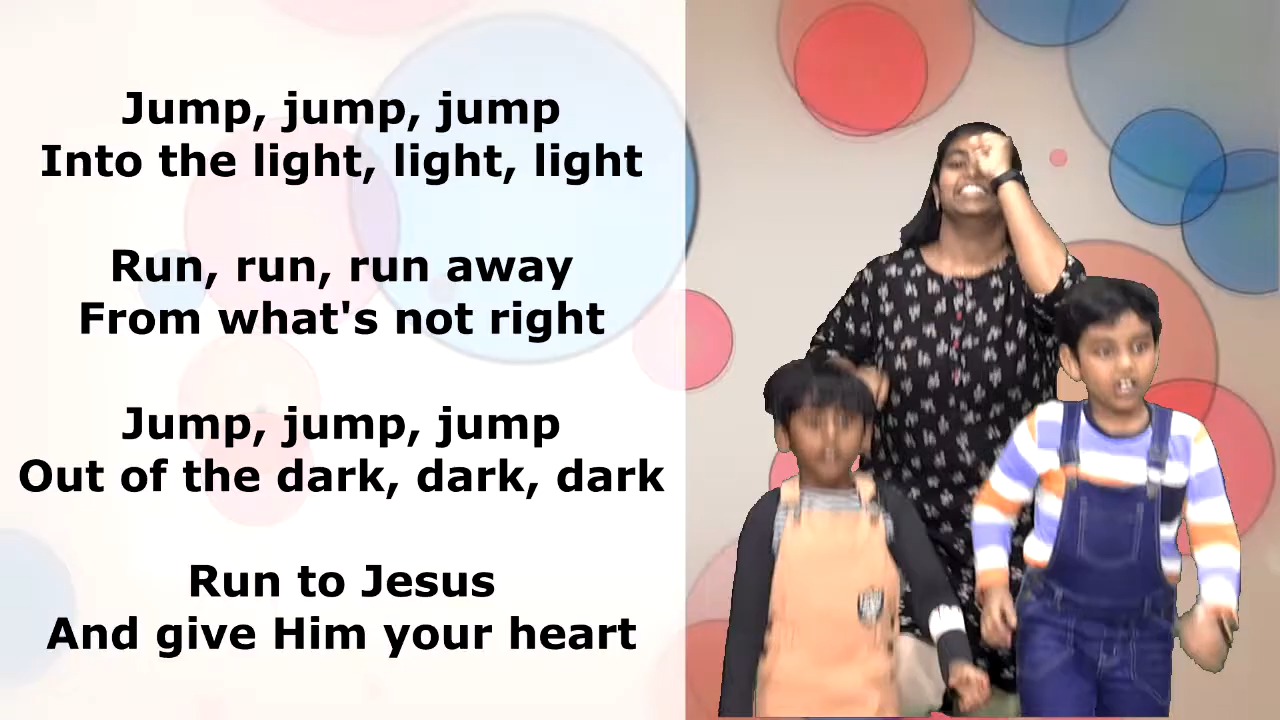 Jump, jump, jump
Into the light, light, light
Run, run, run away
From what's not right
Jump, jump, jump
Out of the dark, dark, dark
Run to Jesus
And give Him your heart